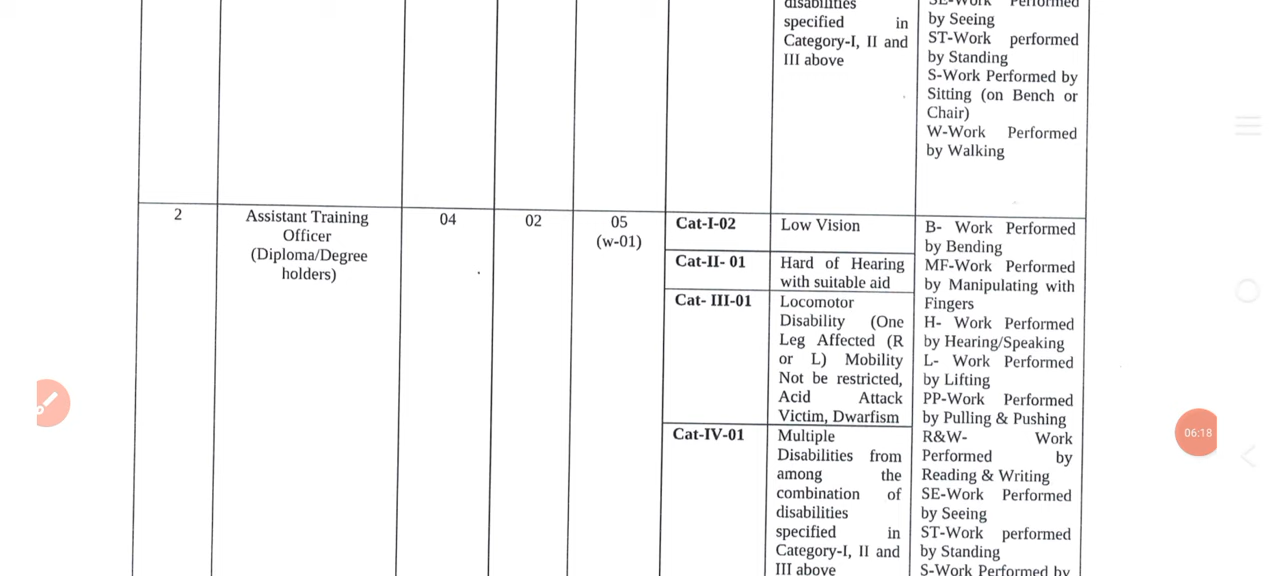 disabilities
specified in
Category-I, II and
III above
SE-Work Performed
by Seeing
ST-Work performed
by Standing
S-Work Performed by
Sitting (on Bench or
Chair)
W-Work Performed
by Walking
2
Assistant Training
Officer
(Diploma/Degree
holders)
04
02
05
(w-01)
Cat-I-02
Low Vision
Cat-II- 01
Hard of Hearing
with suitable aid
Cat- III-01
Locomotor
Disability (One
Leg Affected (R
or L) Mobility
Not be restricted,
Acid Attack
Victim, Dwarfism
Cat-IV-01
Multiple
Disabilities from
among the
combination of
disabilities
specified in
Category-I, II and
III above
B- Work Performed
by Bending
MF-Work Performed
by Manipulating with
Fingers
H- Work Performed
by Hearing/Speaking
L- Work Performed
by Lifting
PP-Work Performed
by Pulling & Pushing
R&W- Work
Performed by
Reading & Writing
SE-Work Performed
by Seeing
ST-Work performed
by Standing
S-Work Performed by
06:18